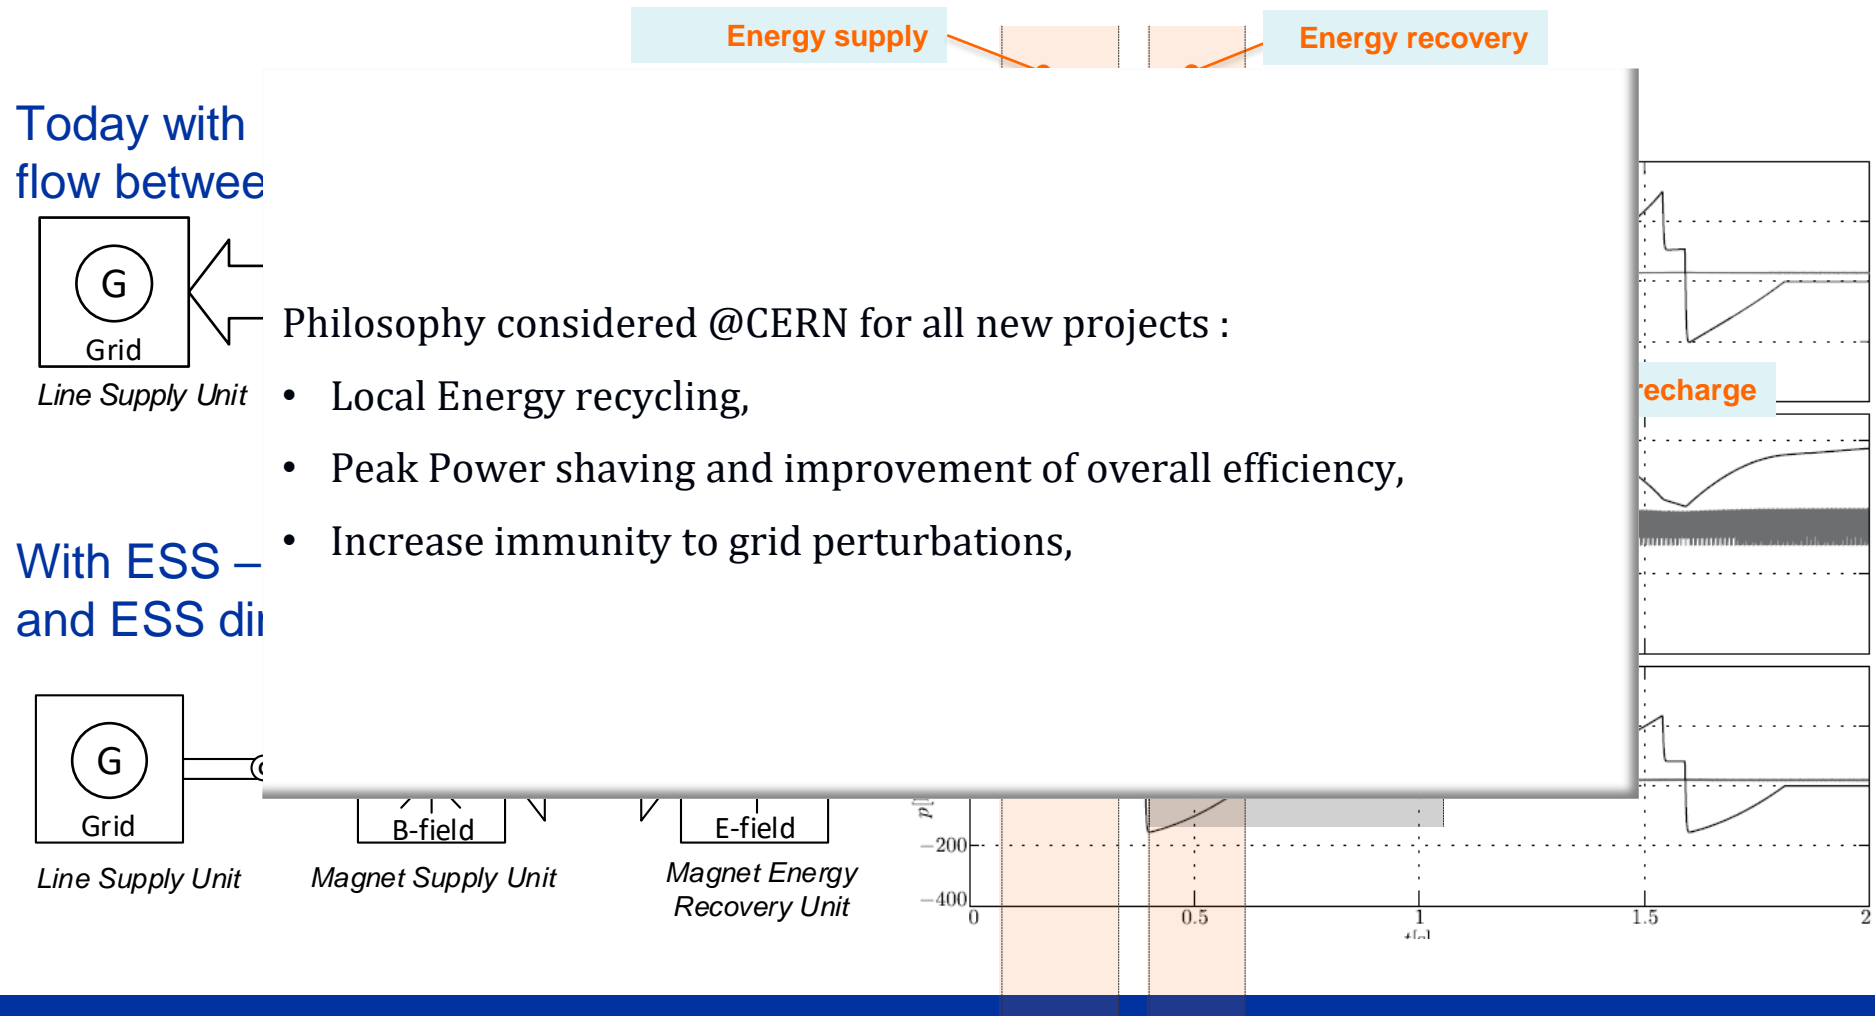 Energy supply
Energy recovery
Today with
flow
G
Grid
Line Supply Unit
Philosophy considered @CERN for all new projects :
• Local Energy recycling,
• Peak Power shaving and improvement of overall efficiency,
• Increase immunity to grid perturbations,
With ESS –
and ESS
G
Grid
Line Supply Unit
B-field
Magnet Supply Unit
E-field
Magnet Energy
Recovery Unit
−200
−400
0
0.5
1
1.5
2